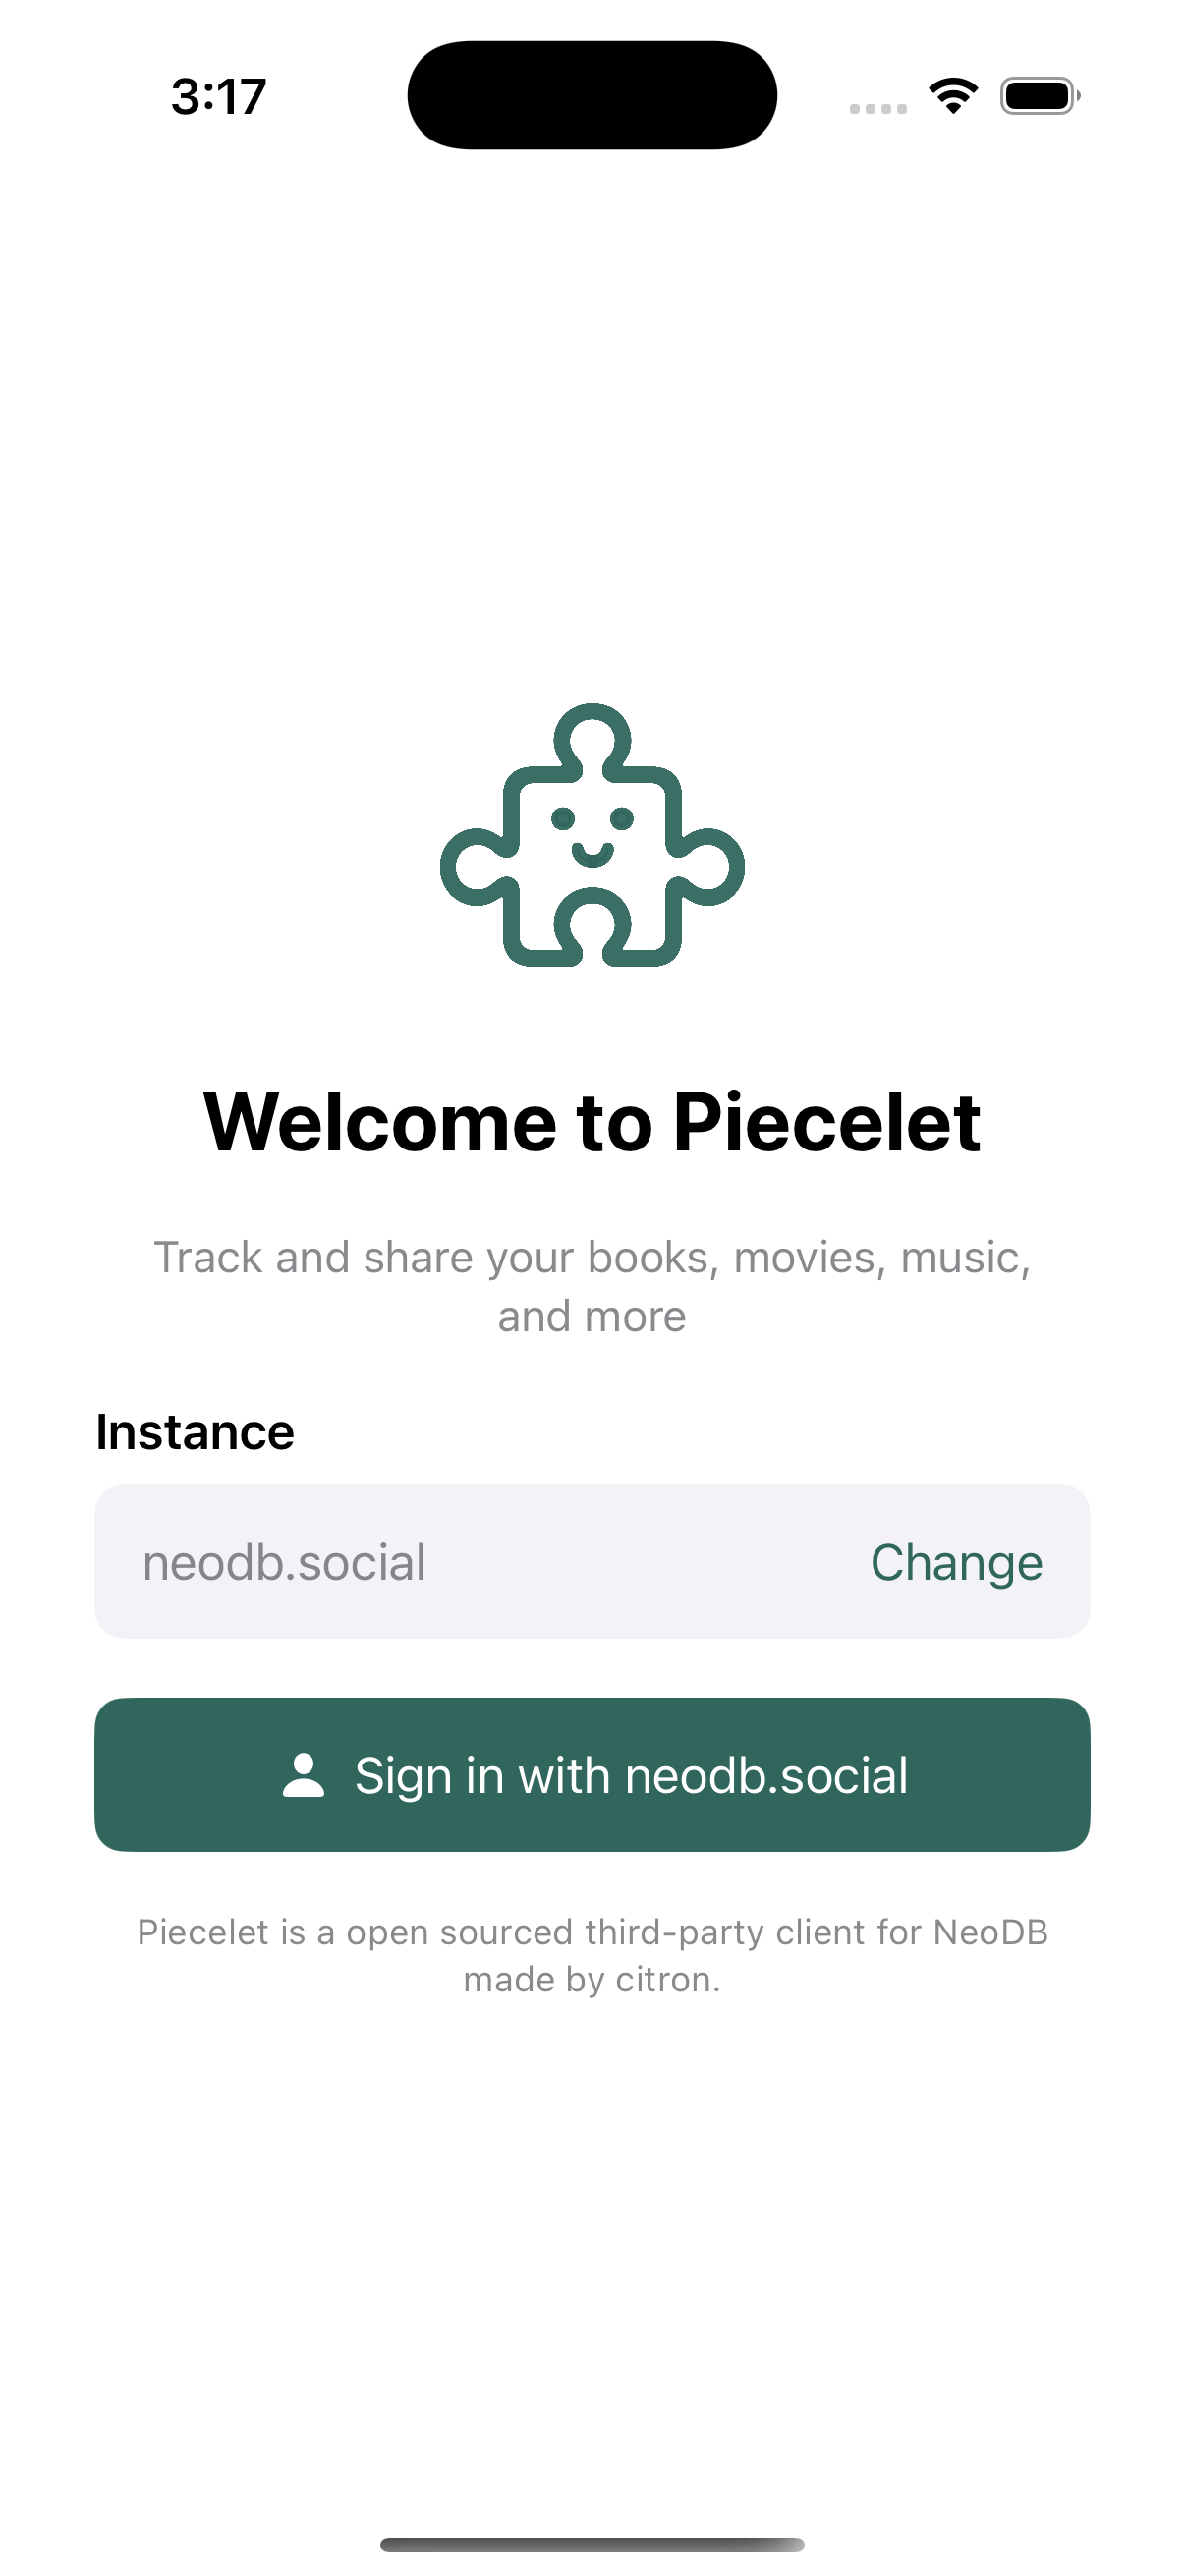 3:17
Welcome to Piecelet
Track and share your books, movies, music,
and more
Instance
neodb.social
Change
Sign in with neodb.social
Piecelet is a open sourced third-party client for NeoDB
made by citron.